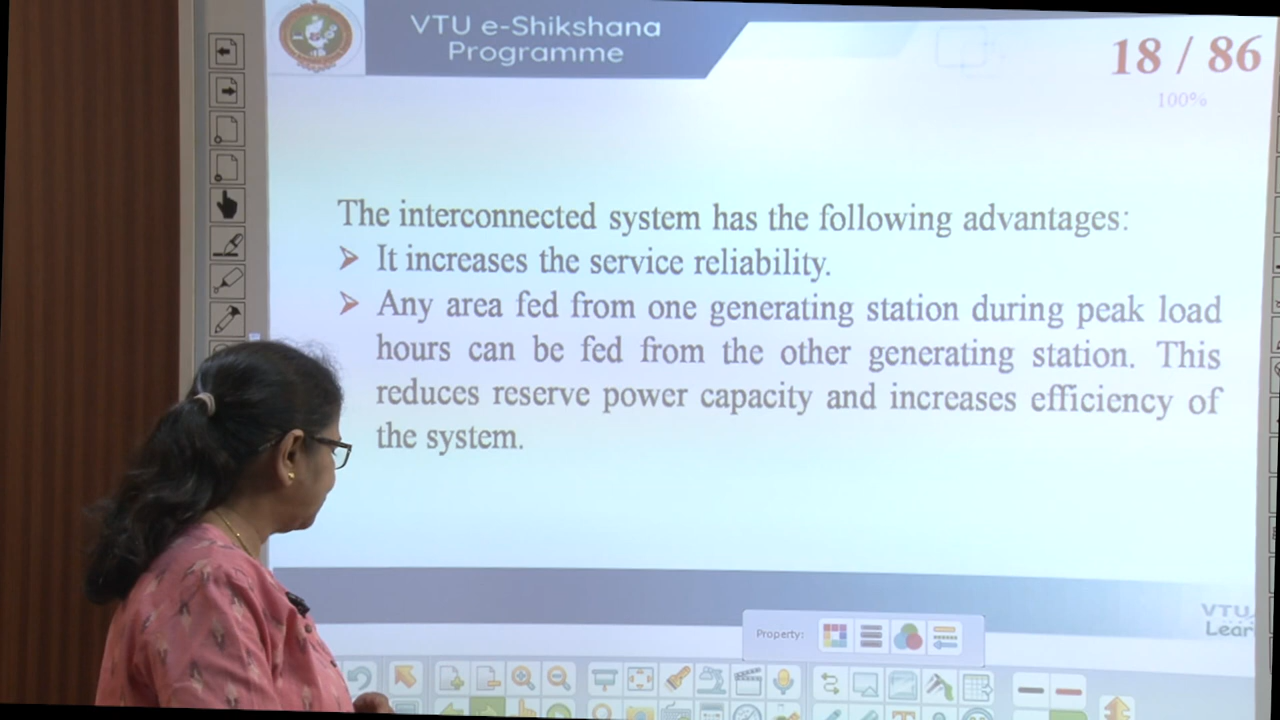 VTU e-Shikshana
Programme
18 / 86
100%
The interconnected system has the following advantages:
It increases the service reliability.
Any area fed from one generating station during peak load
hours can be fed from the other generating station. This
reduces reserve power capacity and increases efficiency of
the system.
VTU
Property: